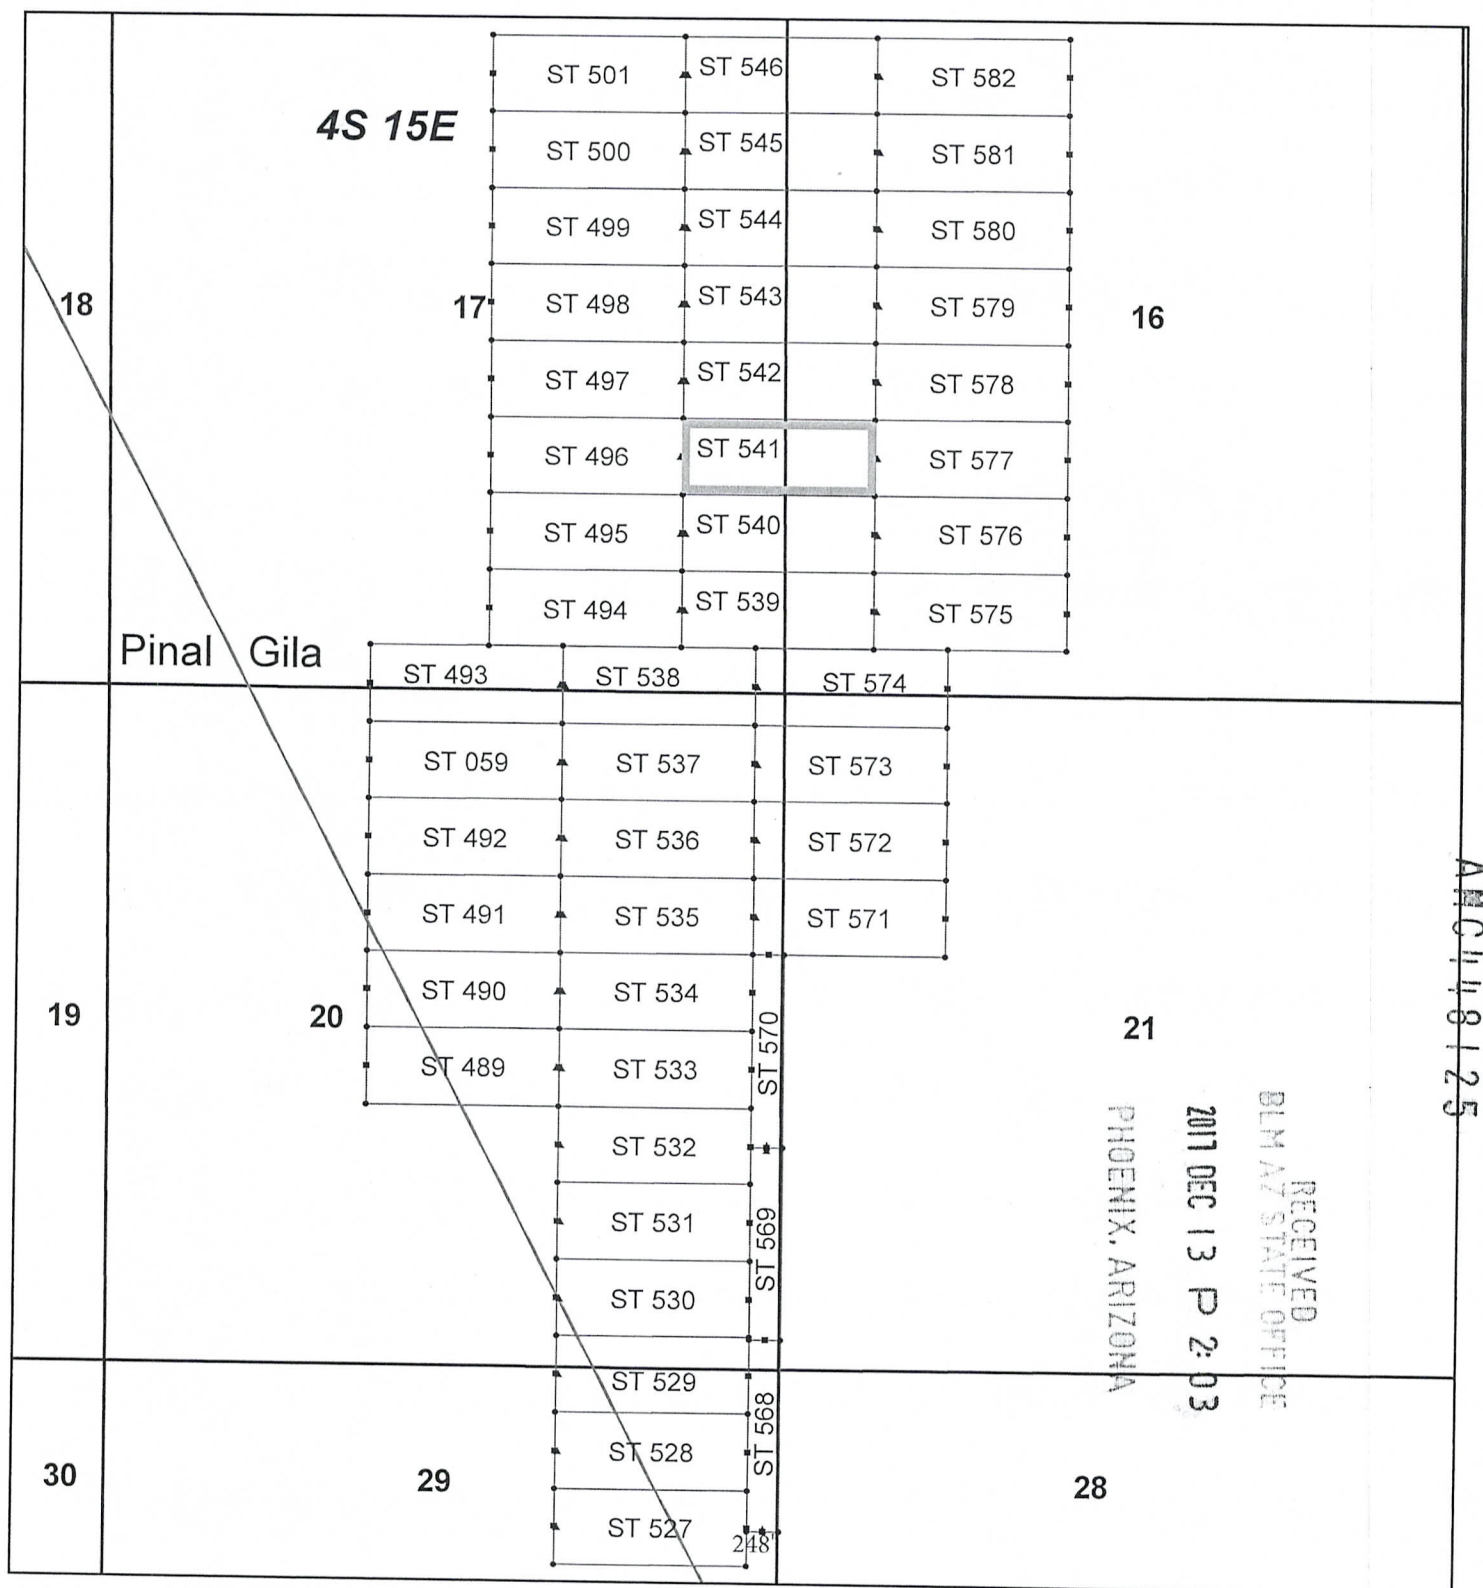 ST 501 ST 546 ST 582
4S 15E
ST 500 ST 545 ST 581
ST 499 ST 544 ST 580
18 17 ST 498 ST 543 ST 579 16
ST 497 ST 542 ST 578
ST 496 ST 541 ST 577
ST 495 ST 540 ST 576
ST 494 ST 539 ST 575
Pinal Gila
ST 493 ST 538 ST 574
ST 059 ST 537 ST 573
ST 492 ST 536 ST 572
ST 491 ST 535 ST 571
ST 490 ST 534
19 20 21
ST 570
ST 489 ST 533
ST 532
ST 531
ST 569
ST 530
ST 529
ST 568
ST 528
30 29 28
ST 527
248'
RECEIVED
BLM AZ STATE OFFICE
2017 DEC 13 P 2:03
PHOENIX, ARIZONA